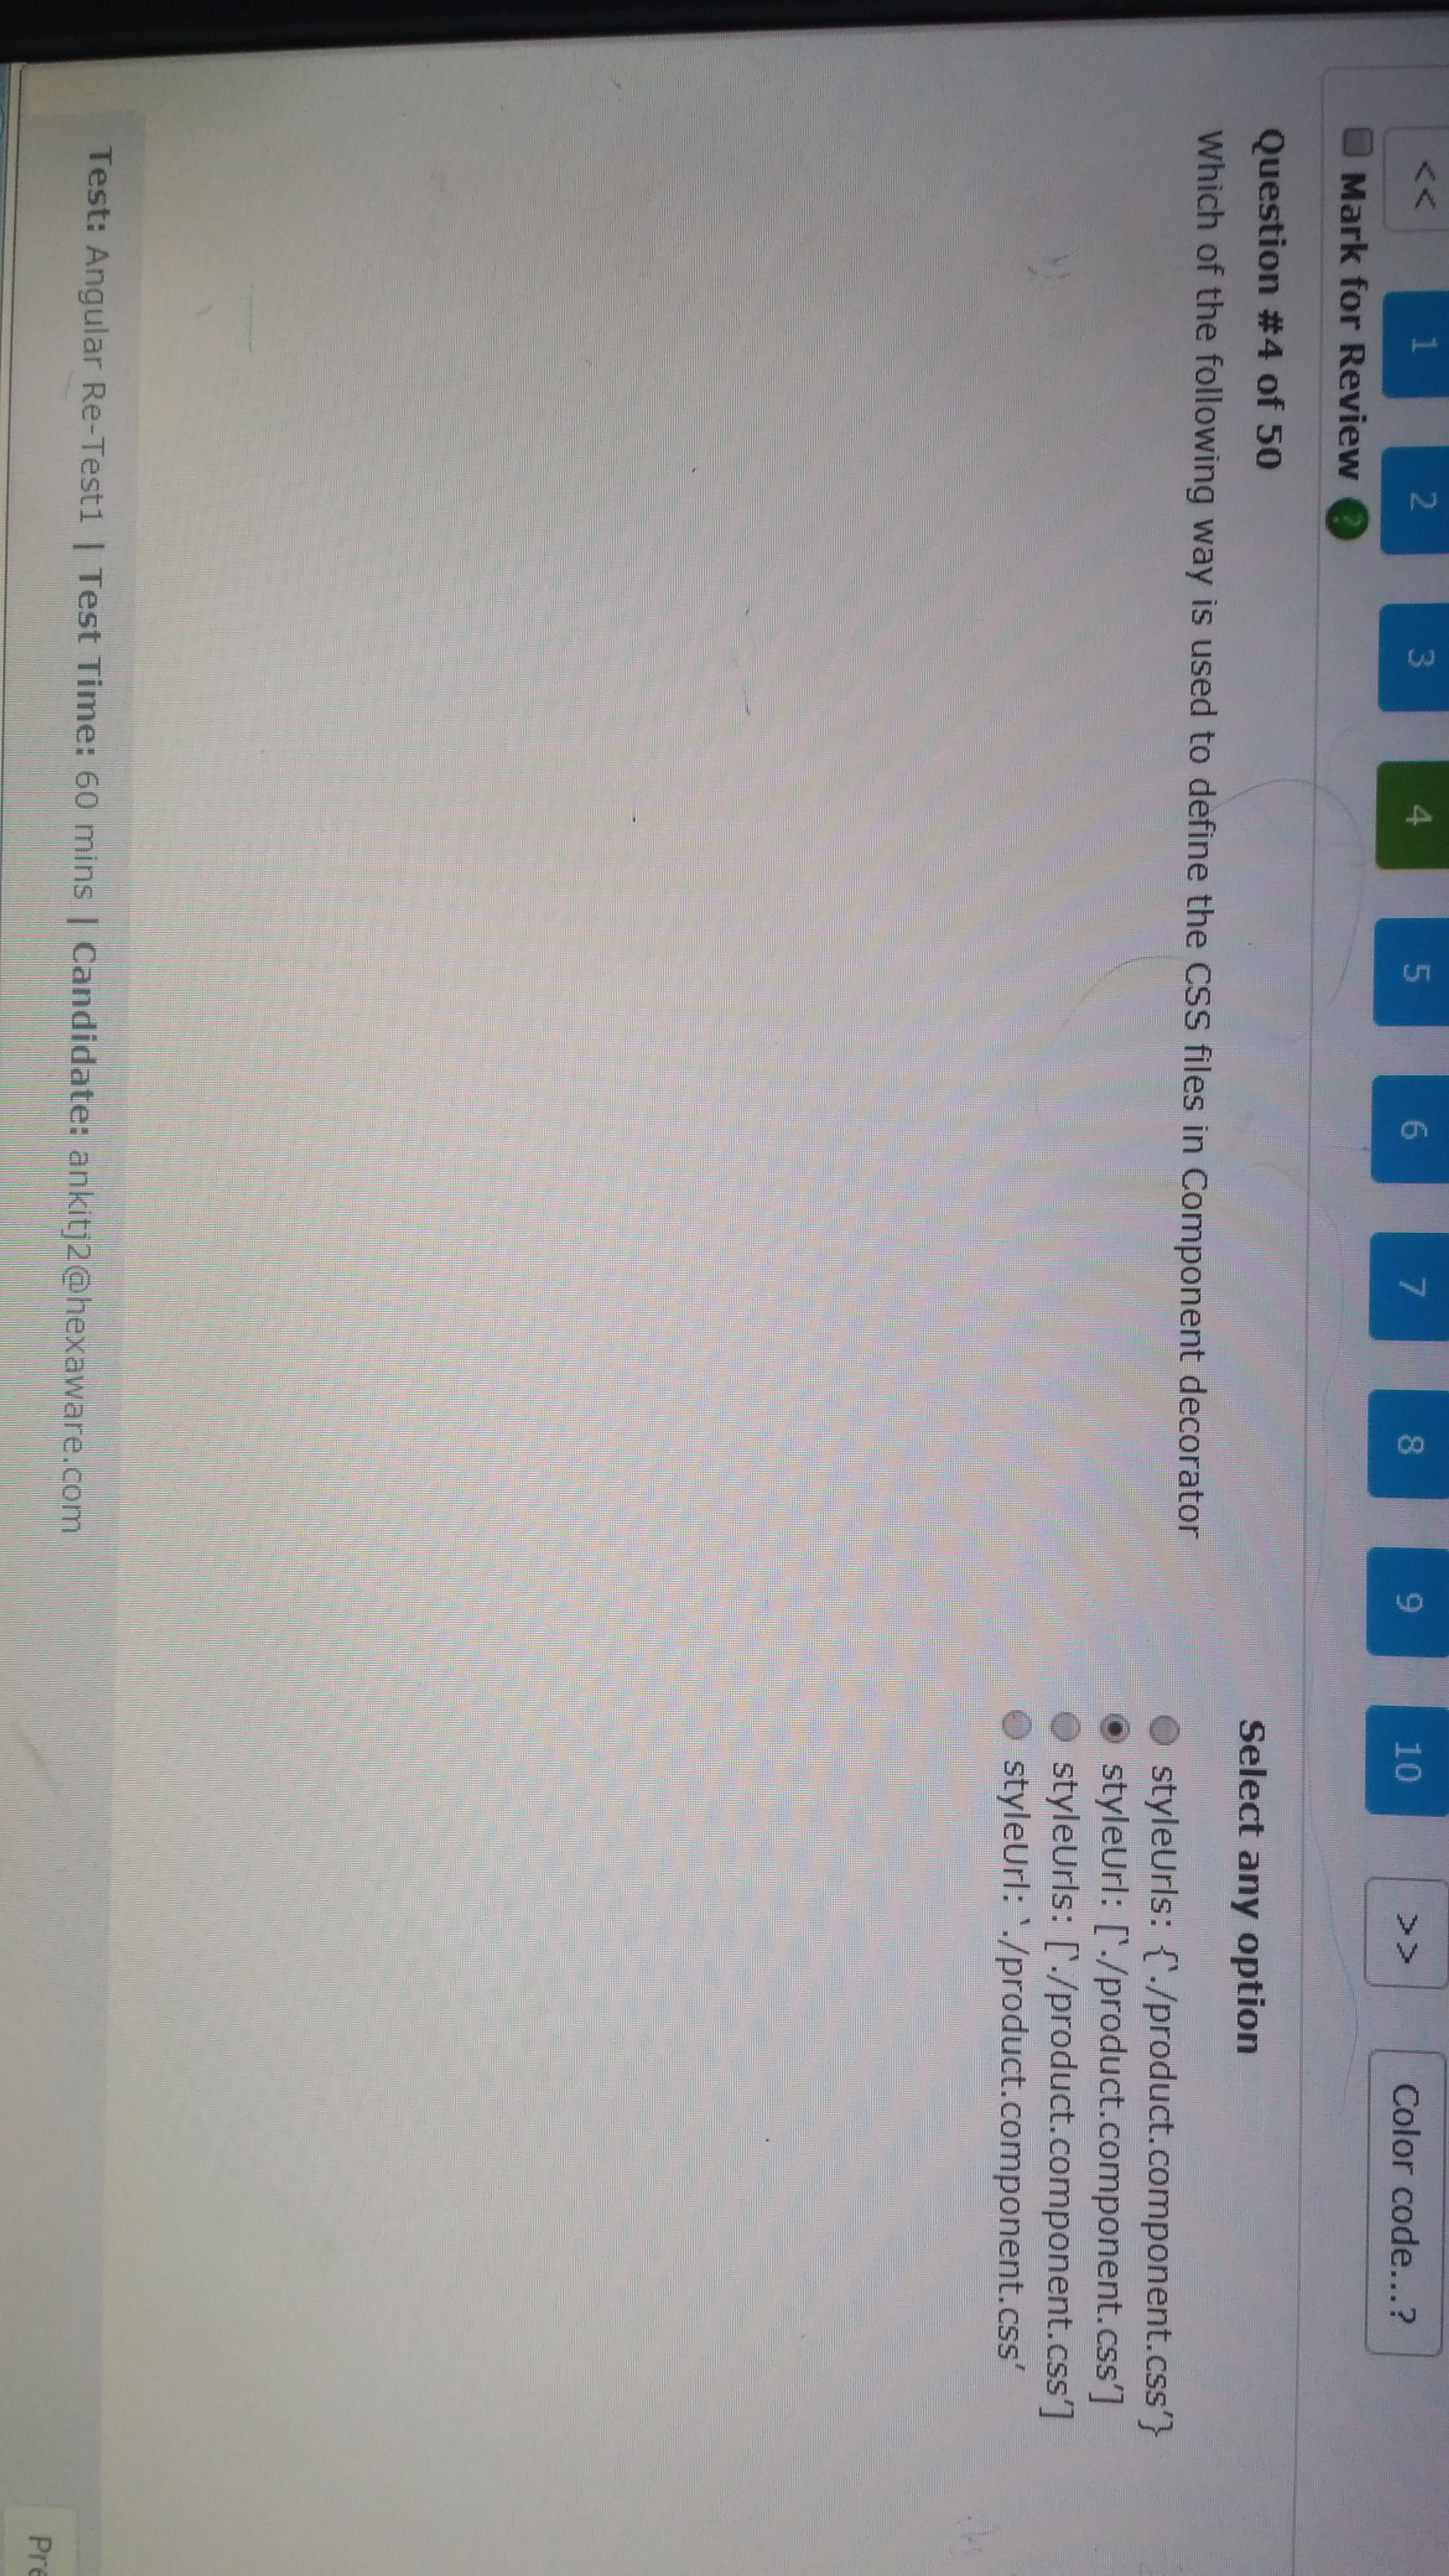 << 1 2 3 4 5 6 7 8 9 10 >> Color code...?
Mark for Review ?
Question #4 of 50
Which of the following way is used to define the CSS files in Component decorator
Select any option
styleUrls: {`./product.component.css'}
styleUrl: [`./product.component.css']
styleUrls: [`./product.component.css']
styleUrl: `./product.component.css'
Test: Angular Re-Test1 | Test Time: 60 mins | Candidate: ankitj2@hexaware.com